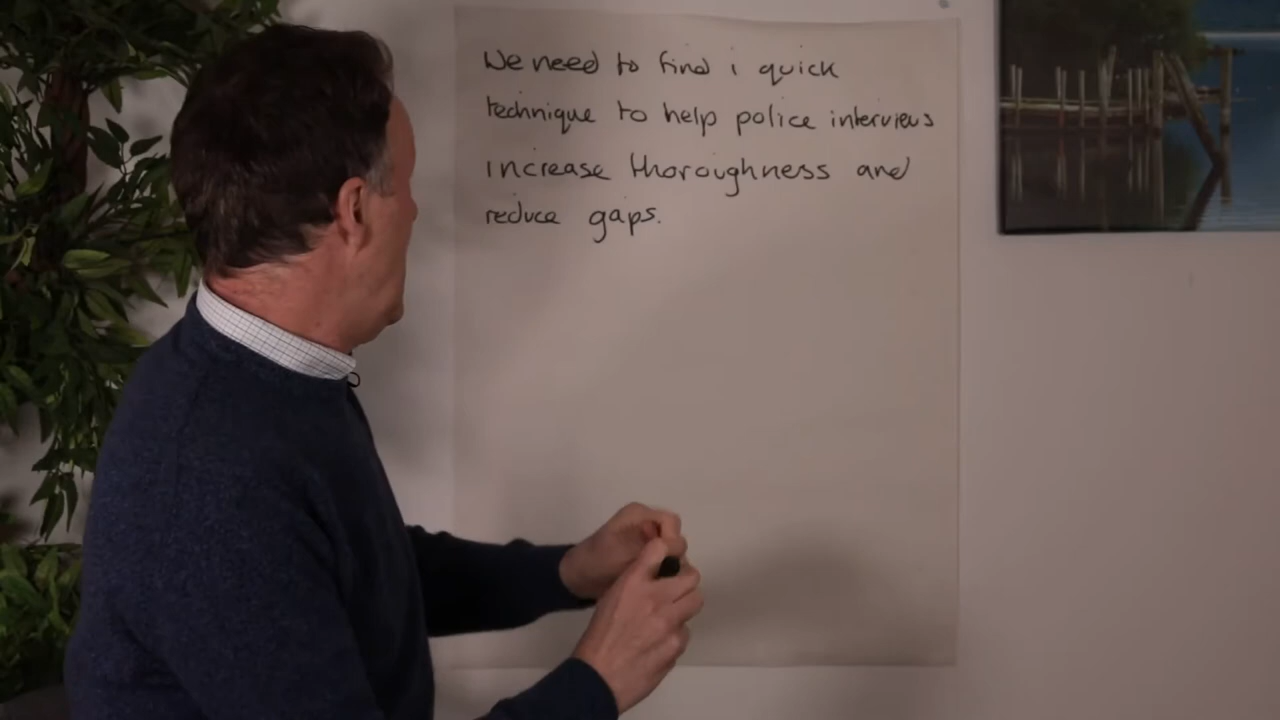 We need to find i quick
technique to help police interviews
increase thoroughness and
reduce gaps.